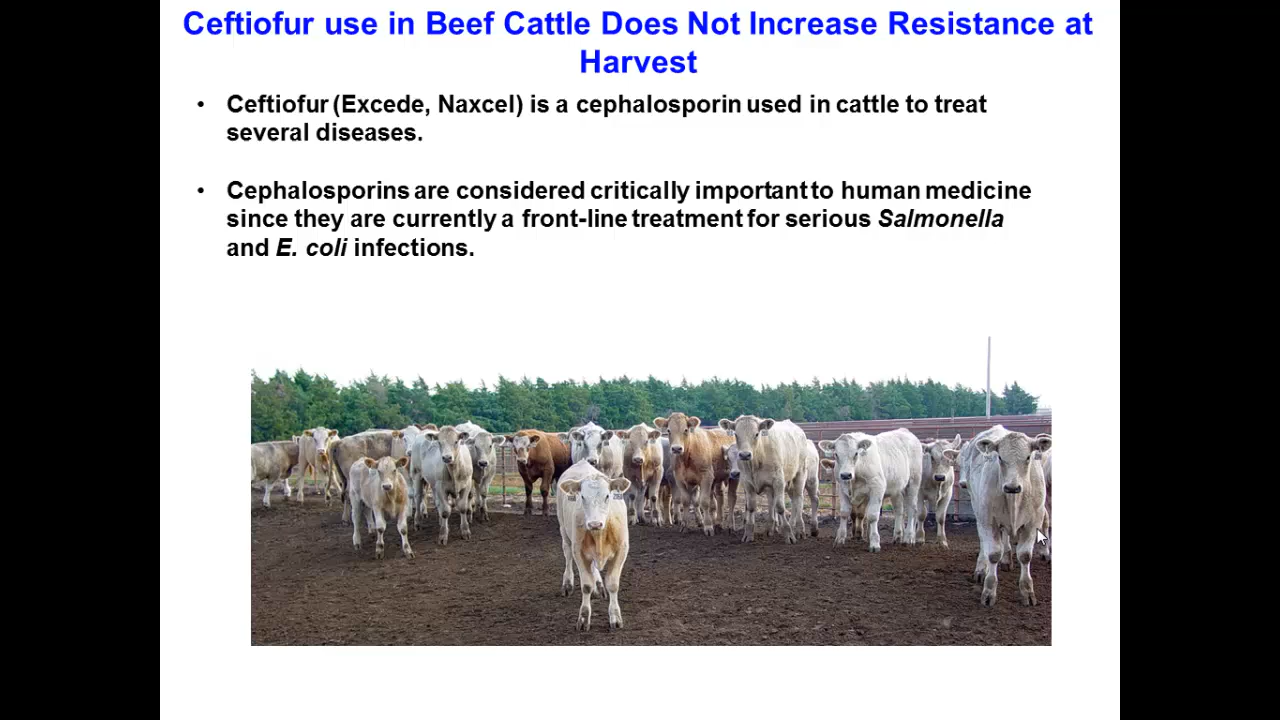 Ceftiofur use in Beef Cattle Does Not Increase Resistance at
Harvest
• Ceftiofur (Excede, Naxcel) is a cephalosporin used in cattle to treat
several diseases.
• Cephalosporins are considered critically important to human medicine
since they are currently a front-line treatment for serious Salmonella
and E. coli infections.